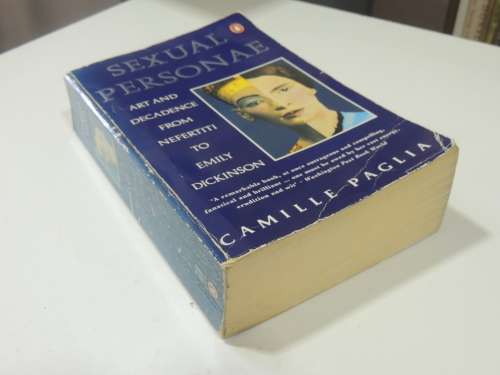 SEXUAL
PERSONAE
ART AND
DECADENCE
FROM
NEFERTITI
TO
EMILY
DICKINSON
'A remarkable book, at once outrageous and compelling,
fanatical and brilliant – one must be awed by her vast energy,
erudition and wit' – Washington Post Book World
CAMILLE PAGLIA